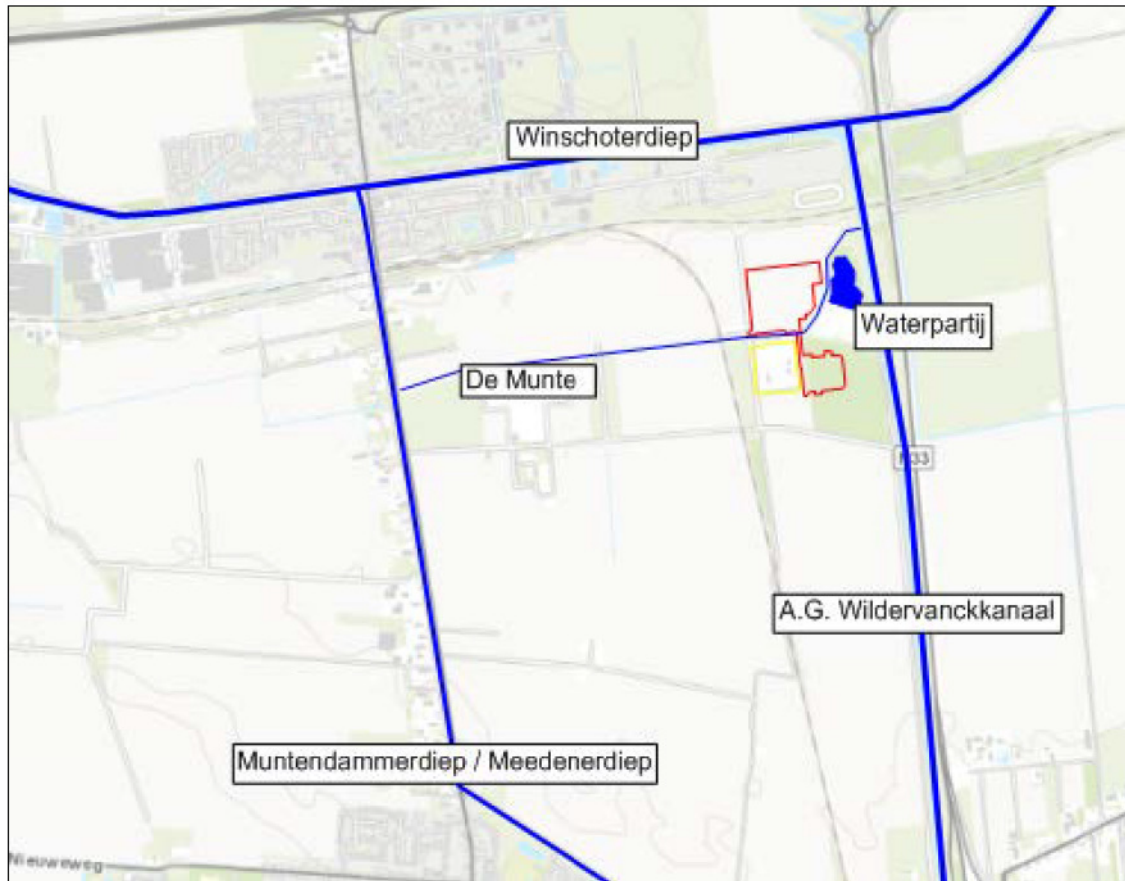 Winschoterdiep
Waterpartij
De Munte
N33
A.G. Wildervanckkanaal
Muntendammerdiep / Meedenerdiep
Nieuweweg